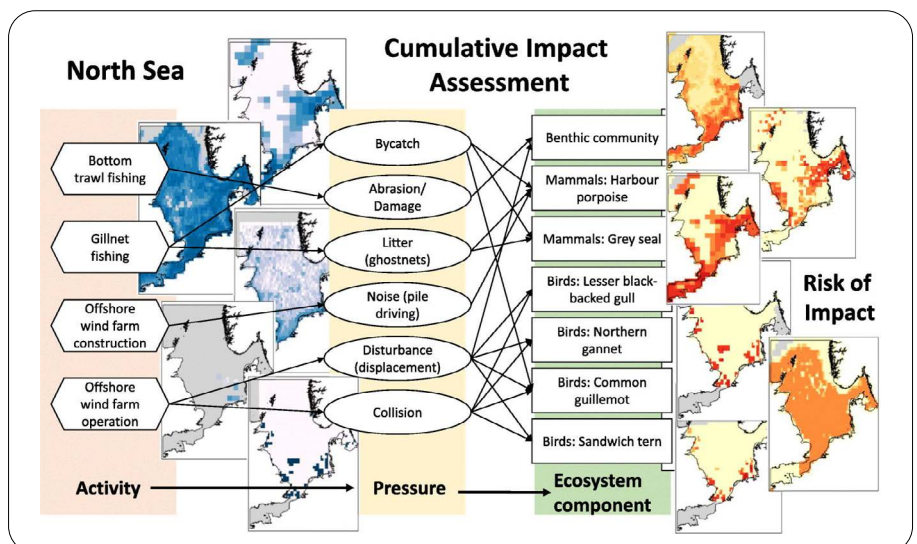 North Sea
Cumulative Impact
Assessment
Bottom
trawl fishing
Gillnet
fishing
Offshore
wind farm
construction
Offshore
wind farm
operation
Activity
Bycatch
Abrasion/
Damage
Litter
(ghostnets)
Noise (pile
driving)
Disturbance
(displacement)
Collision
Pressure
Benthic community
Mammals: Harbour
porpoise
Mammals: Grey seal
Birds: Lesser black-
backed gull
Birds: Northern
gannet
Birds: Common
guillemot
Birds: Sandwich tern
Ecosystem
component
Risk of
Impact